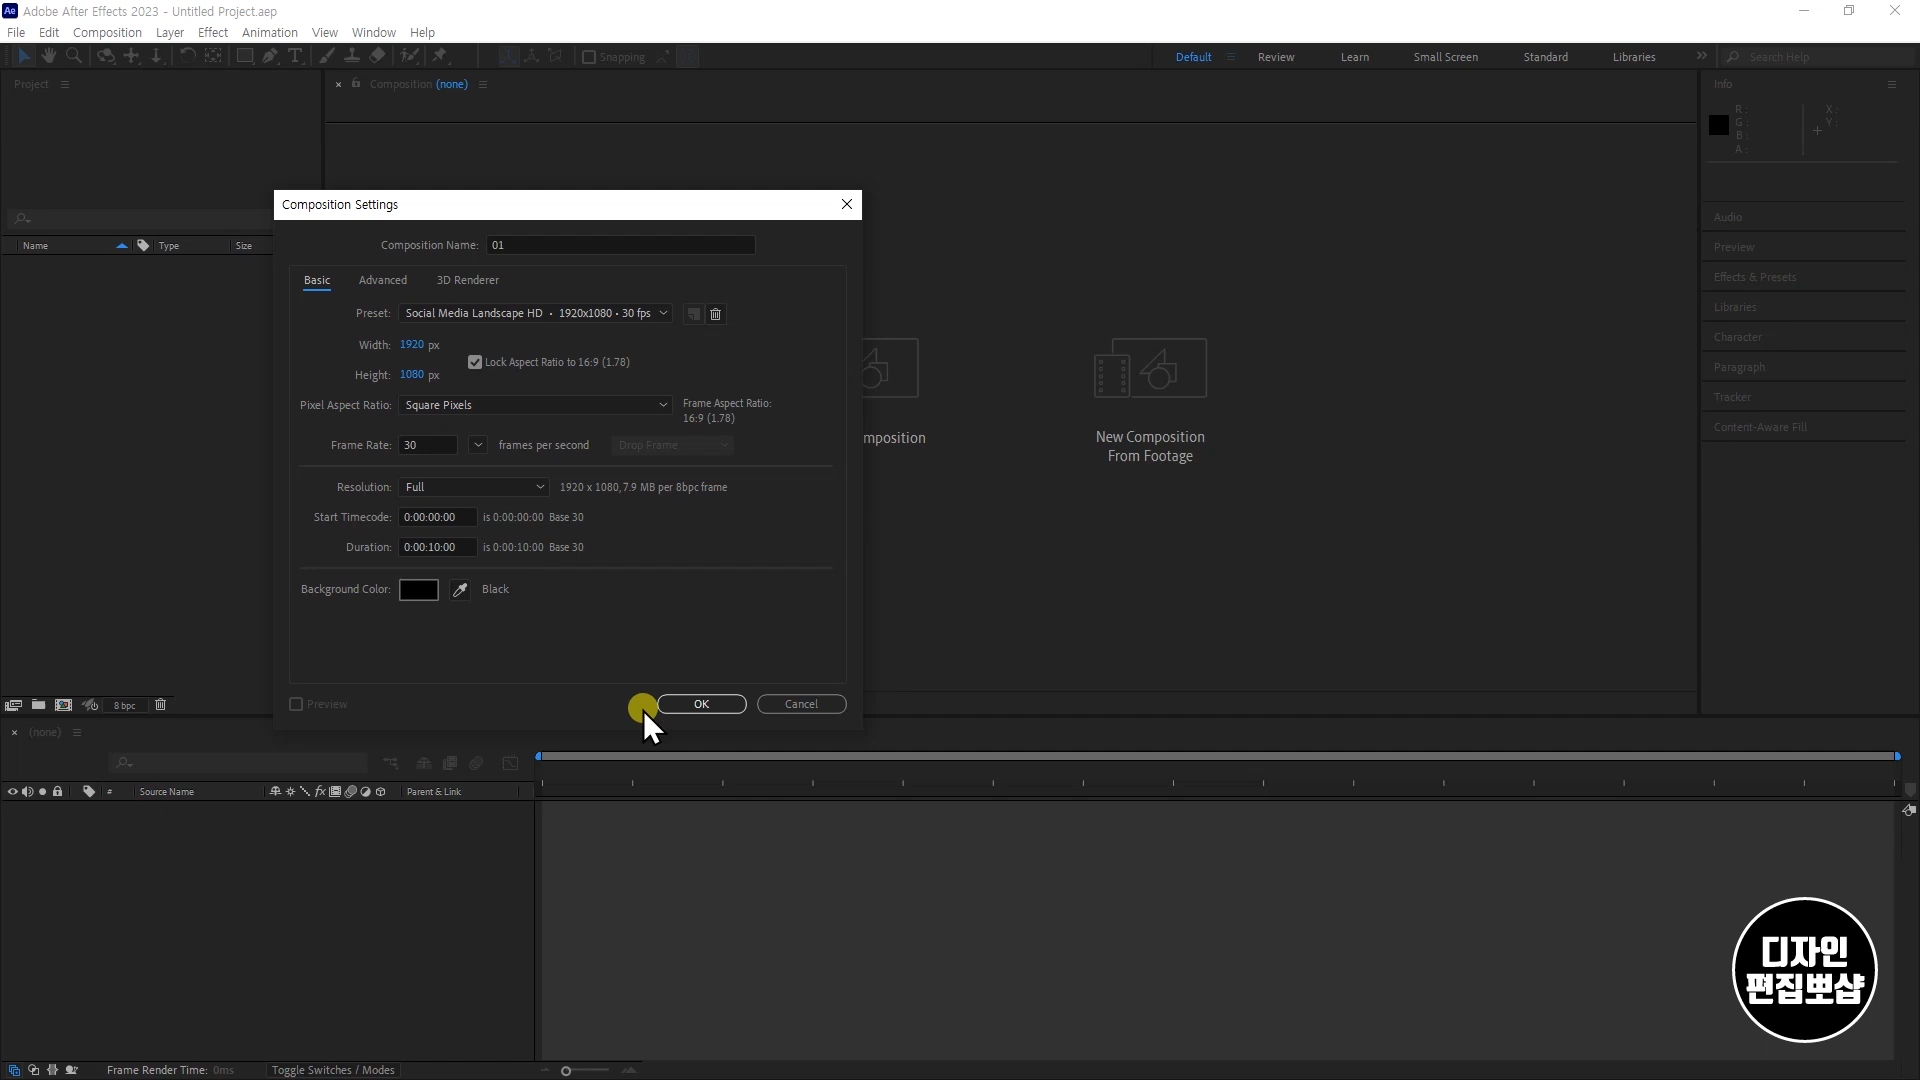 Adobe After Effects 2023 - Untitled Project.aep
File Edit Composition Layer Effect Animation View Window Help
Snapping
Default Review Learn Small Screen Standard Libraries
Search Help
Project
Composition (none)
Info
R:
G
B:
A:
X:
Y:
Name Type Size
Composition Settings
Composition Name: 01
Basic Advanced 3D Renderer
Preset: Social Media Landscape HD • 1920x1080 • 30 fps
Width: 1920 px
Lock Aspect Ratio to 16:9 (1.78)
Height: 1080 px
Pixel Aspect Ratio: Square Pixels
Frame Aspect Ratio:
16:9 (1.78)
Frame Rate: 30 frames per second Drop Frame
Resolution: Full 1920 x 1080, 7.9 MB per 8bpc frame
Start Timecode: 0:00:00:00 is 0:00:00:00 Base 30
Duration: 0:00:10:00 is 0:00:10:00 Base 30
Background Color: Black
Preview OK Cancel
mposition
New Composition
From Footage
Audio
Preview
Effects & Presets
Libraries
Character
Paragraph
Tracker
Content-Aware Fill
8 bpc
(none)
# Source Name fx Parent & Link
디자인
편집뽀샵
Frame Render Time: 0ms Toggle Switches / Modes